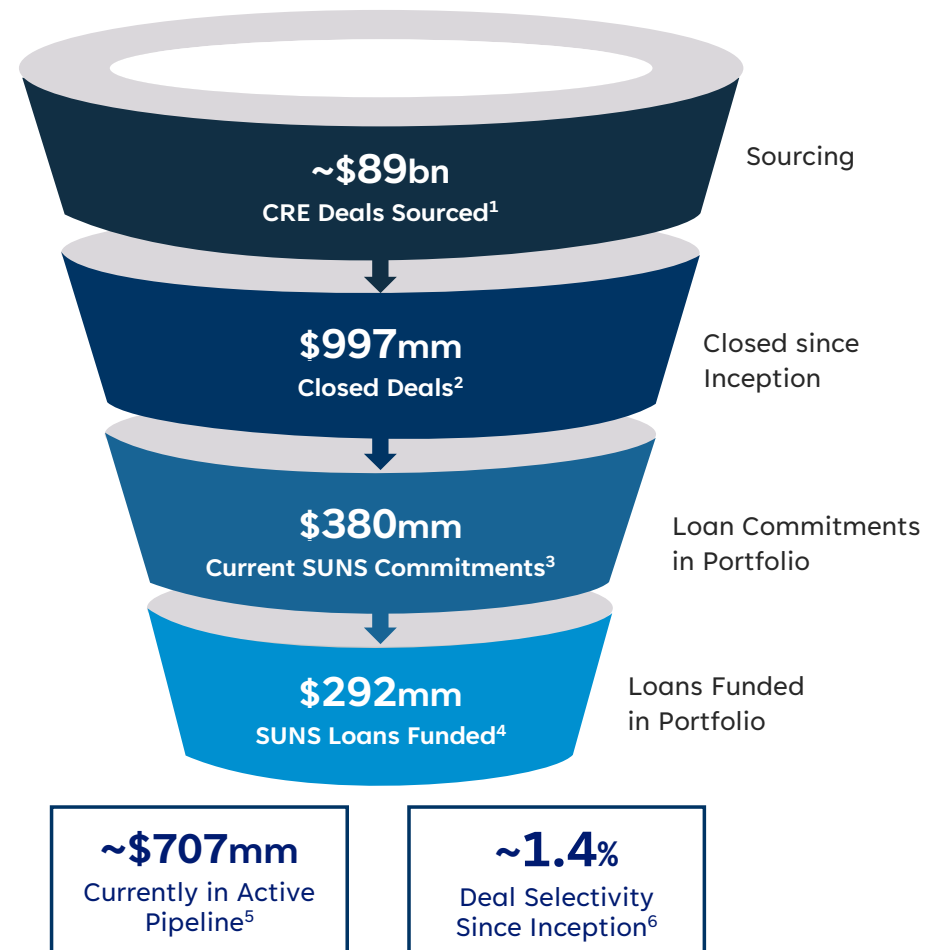 ~$89bn
CRE Deals Sourced¹
Sourcing
$997mm
Closed Deals²
Closed since
Inception
$380mm
Current SUNS Commitments³
Loan Commitments
in Portfolio
$292mm
SUNS Loans Funded⁴
Loans Funded
in Portfolio
~$707mm
Currently in Active
Pipeline⁵
~1.4%
Deal Selectivity
Since Inception⁶